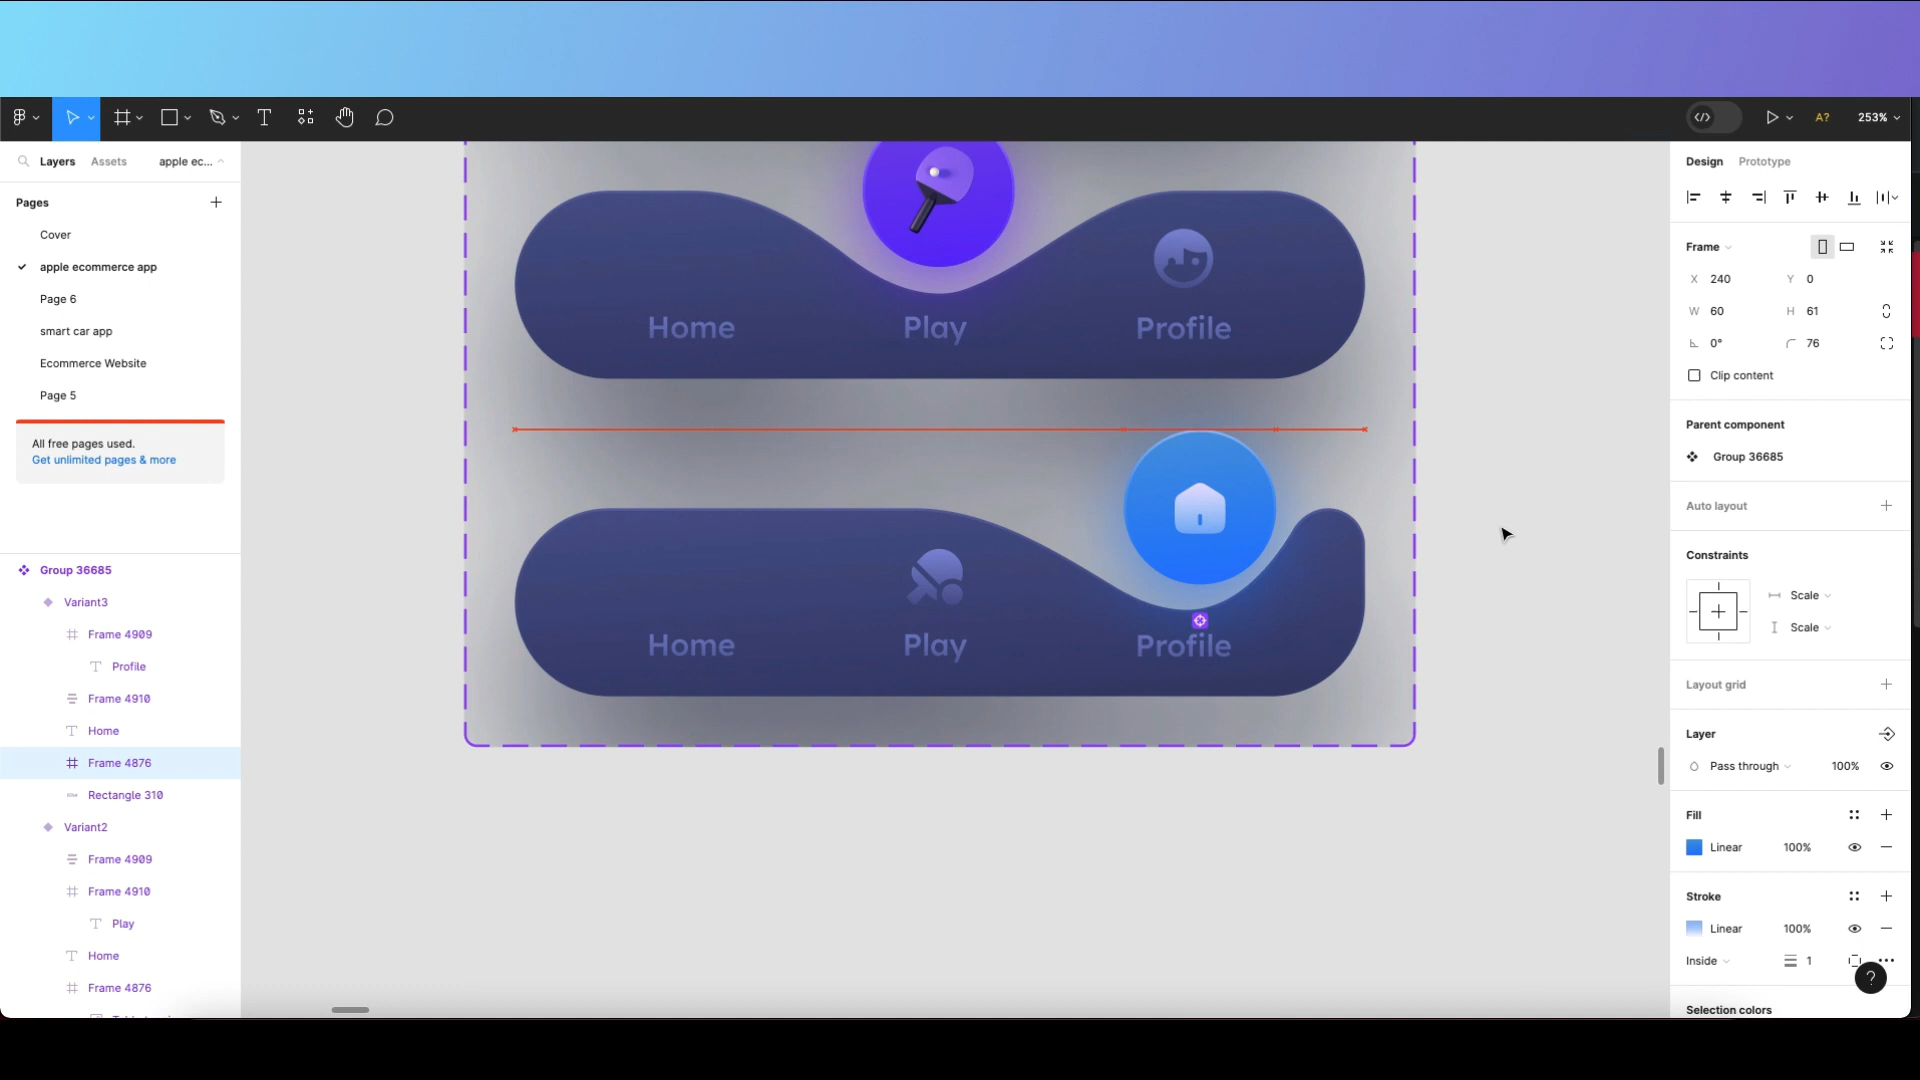 A?
253%
Layers
Assets
apple ec...
Pages
Cover
apple ecommerce app
Page 6
smart car app
Ecommerce Website
Page 5
All free pages used.
Get unlimited pages & more
Group 36685
Variant3
Frame 4909
Profile
Frame 4910
Home
Frame 4876
Rectangle 310
Variant2
Frame 4909
Frame 4910
Play
Home
Frame 4876
Home
Play
Profile
Home
Play
Profile
Design
Prototype
Frame
X 240
Y 0
W 60
H 61
0°
76
Clip content
Parent component
Group 36685
Auto layout
Constraints
Scale
Scale
Layout grid
Layer
Pass through
100%
Fill
Linear
100%
Stroke
Linear
100%
Inside
1
?
Selection colors